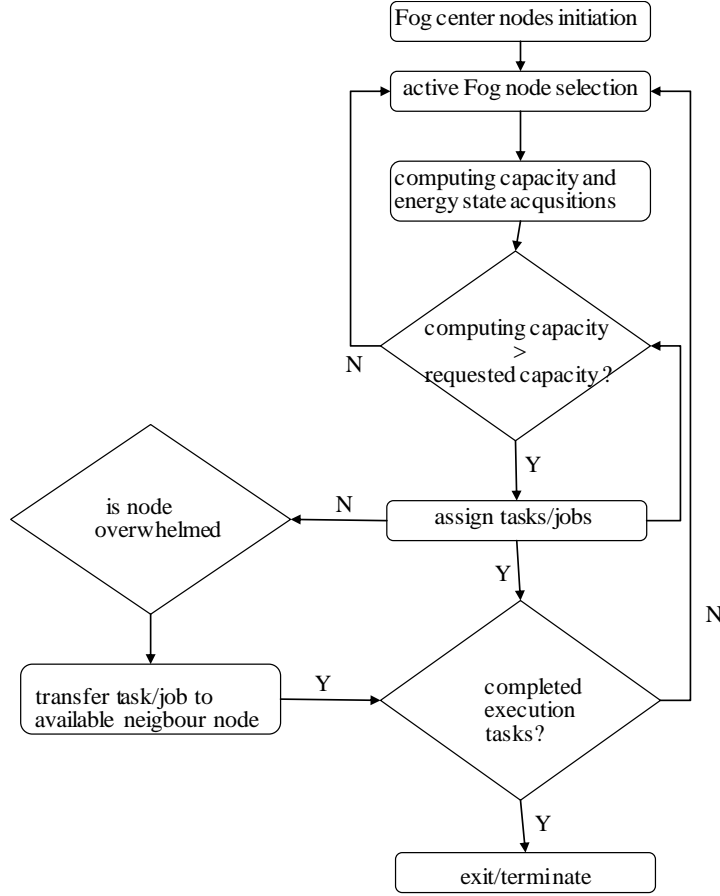 Fog center nodes initiation
active Fog node selection
computing capacity and
energy state acqusitions
computing capacity
>
requested capacity?
N
Y
is node
overwhelmed
N
assign tasks/jobs
Y
N
transfer task/job to
available neigbour node
Y
completed
execution
tasks?
Y
exit/terminate